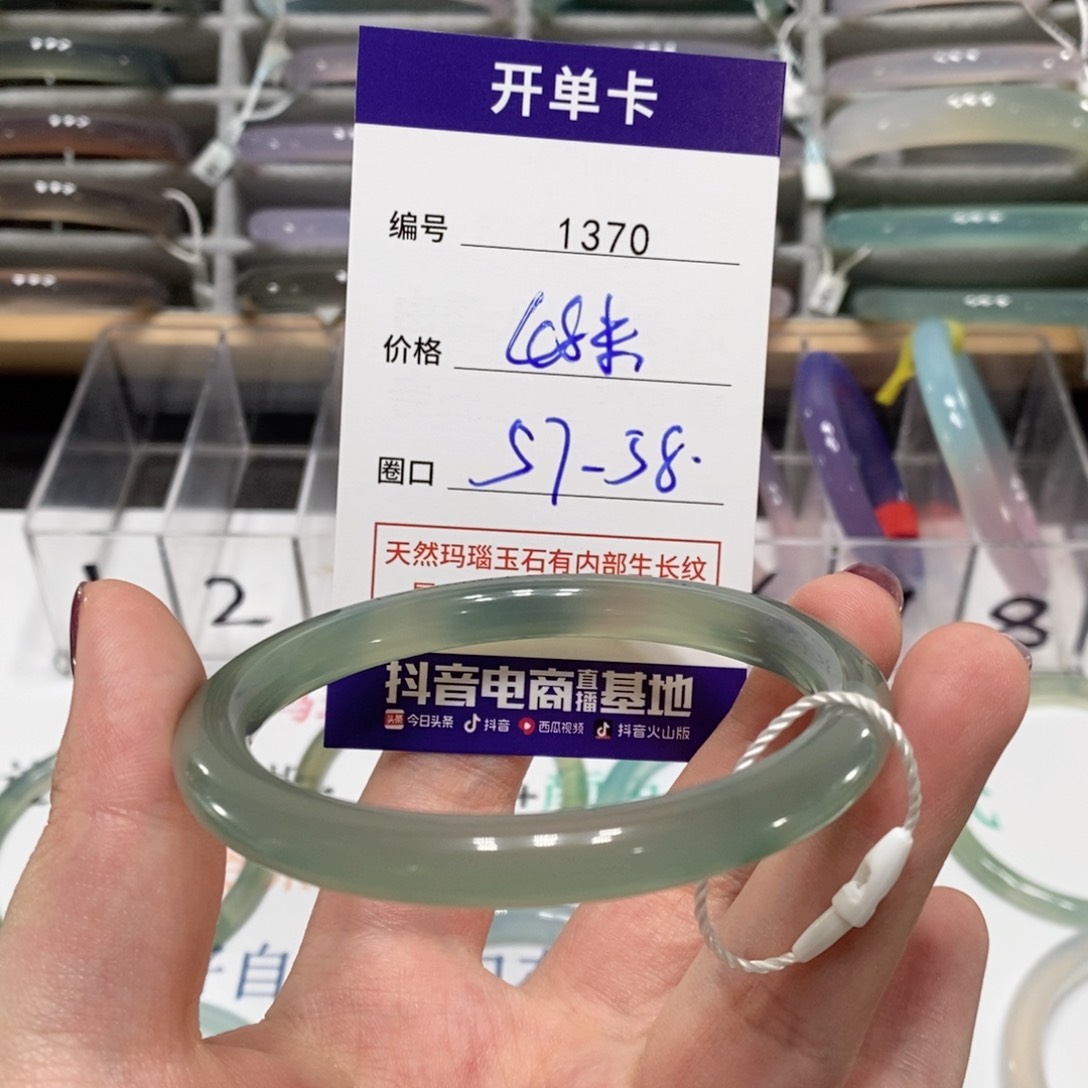 开单卡
编号 1370
价格 68米
圈口 57-58.
天然玛瑙玉石有内部生长纹
抖音电商直播基地
今日头条 抖音 西瓜视频 抖音火山版
2
8